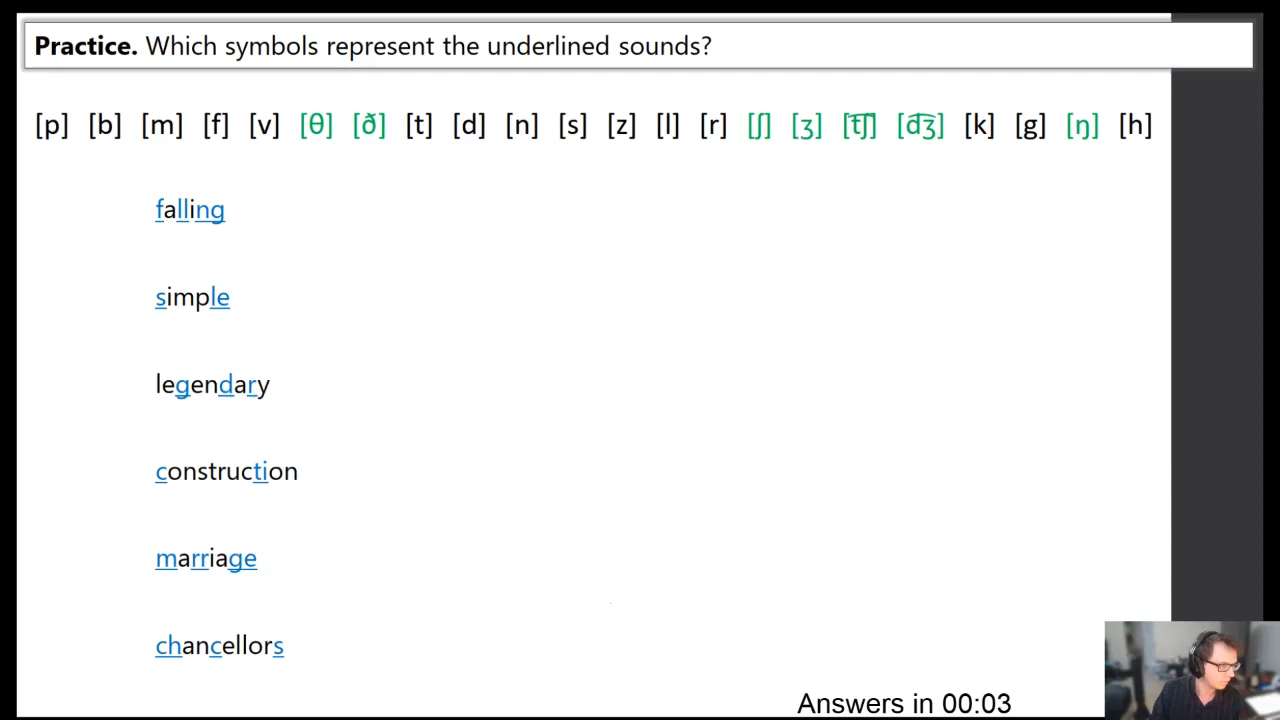 Practice. Which symbols represent the underlined sounds?
[p] [b] [m] [f] [v] [θ] [ð] [t] [d] [n] [s] [z] [l] [r] [ʃ] [ʒ] [t͡ʃ] [d͡ʒ] [k] [g] [ŋ] [h]
falling
simple
legendary
construction
marriage
chancellors
Answers in 00:03